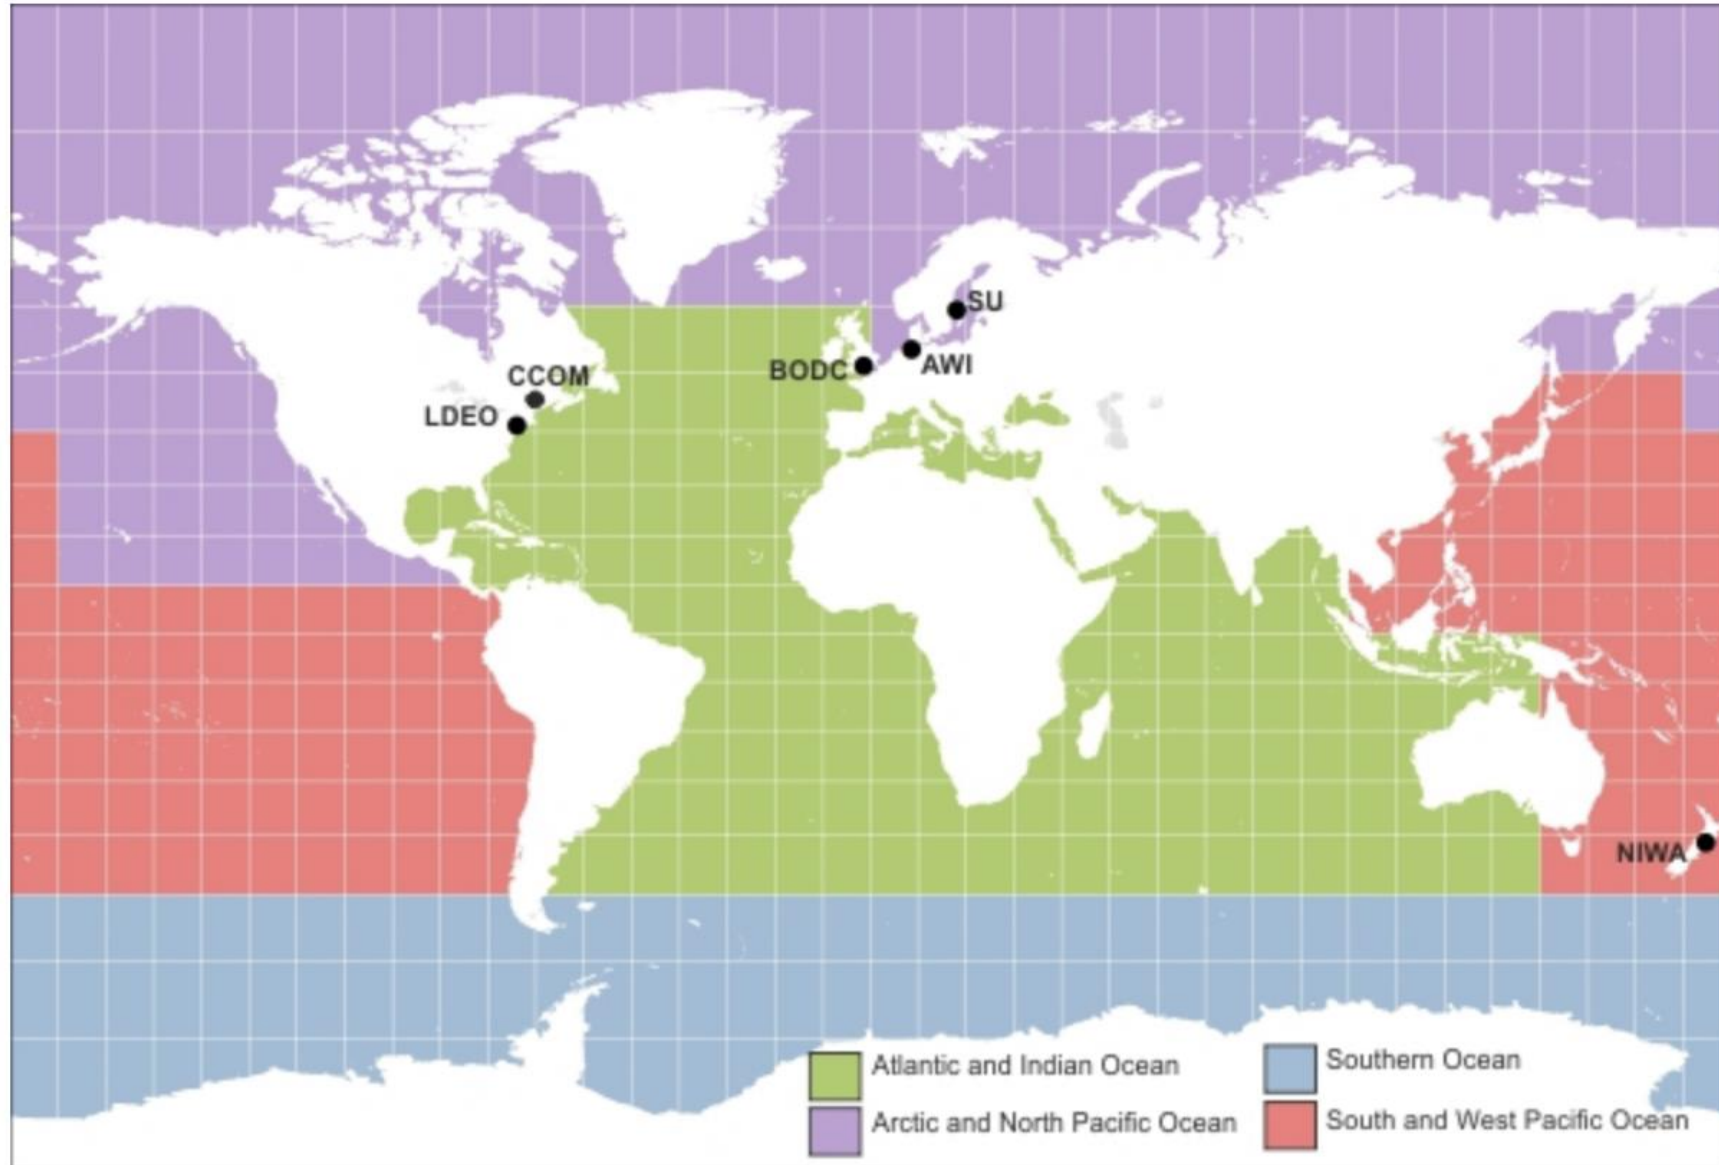 SU
BODC
AWI
CCOM
LDEO
NIWA
Atlantic and Indian Ocean
Southern Ocean
Arctic and North Pacific Ocean
South and West Pacific Ocean